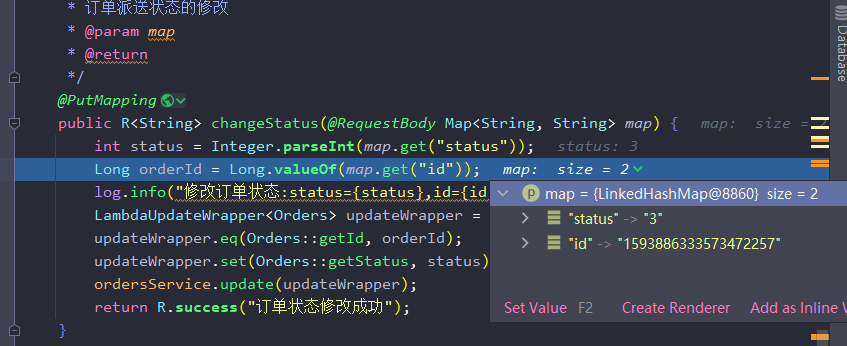 * 订单派送状态的修改
* @param map
* @return
*/
@PutMapping
public R<String> changeStatus(@RequestBody Map<String, String> map) { map: size = 2
int status = Integer.parseInt(map.get("status")); status: 3
Long orderId = Long.valueOf(map.get("id")); map: size = 2
log.info("修改订单状态:status={status},id={id
LambdaUpdateWrapper<Orders> updateWrapper =
updateWrapper.eq(Orders::getId, orderId);
updateWrapper.set(Orders::getStatus, status)
ordersService.update(updateWrapper);
return R.success("订单状态修改成功");
}
map = {LinkedHashMap@8860} size = 2
"status" -> "3"
"id" -> "1593886333573472257"
Set Value F2 Create Renderer Add as Inline W
Database